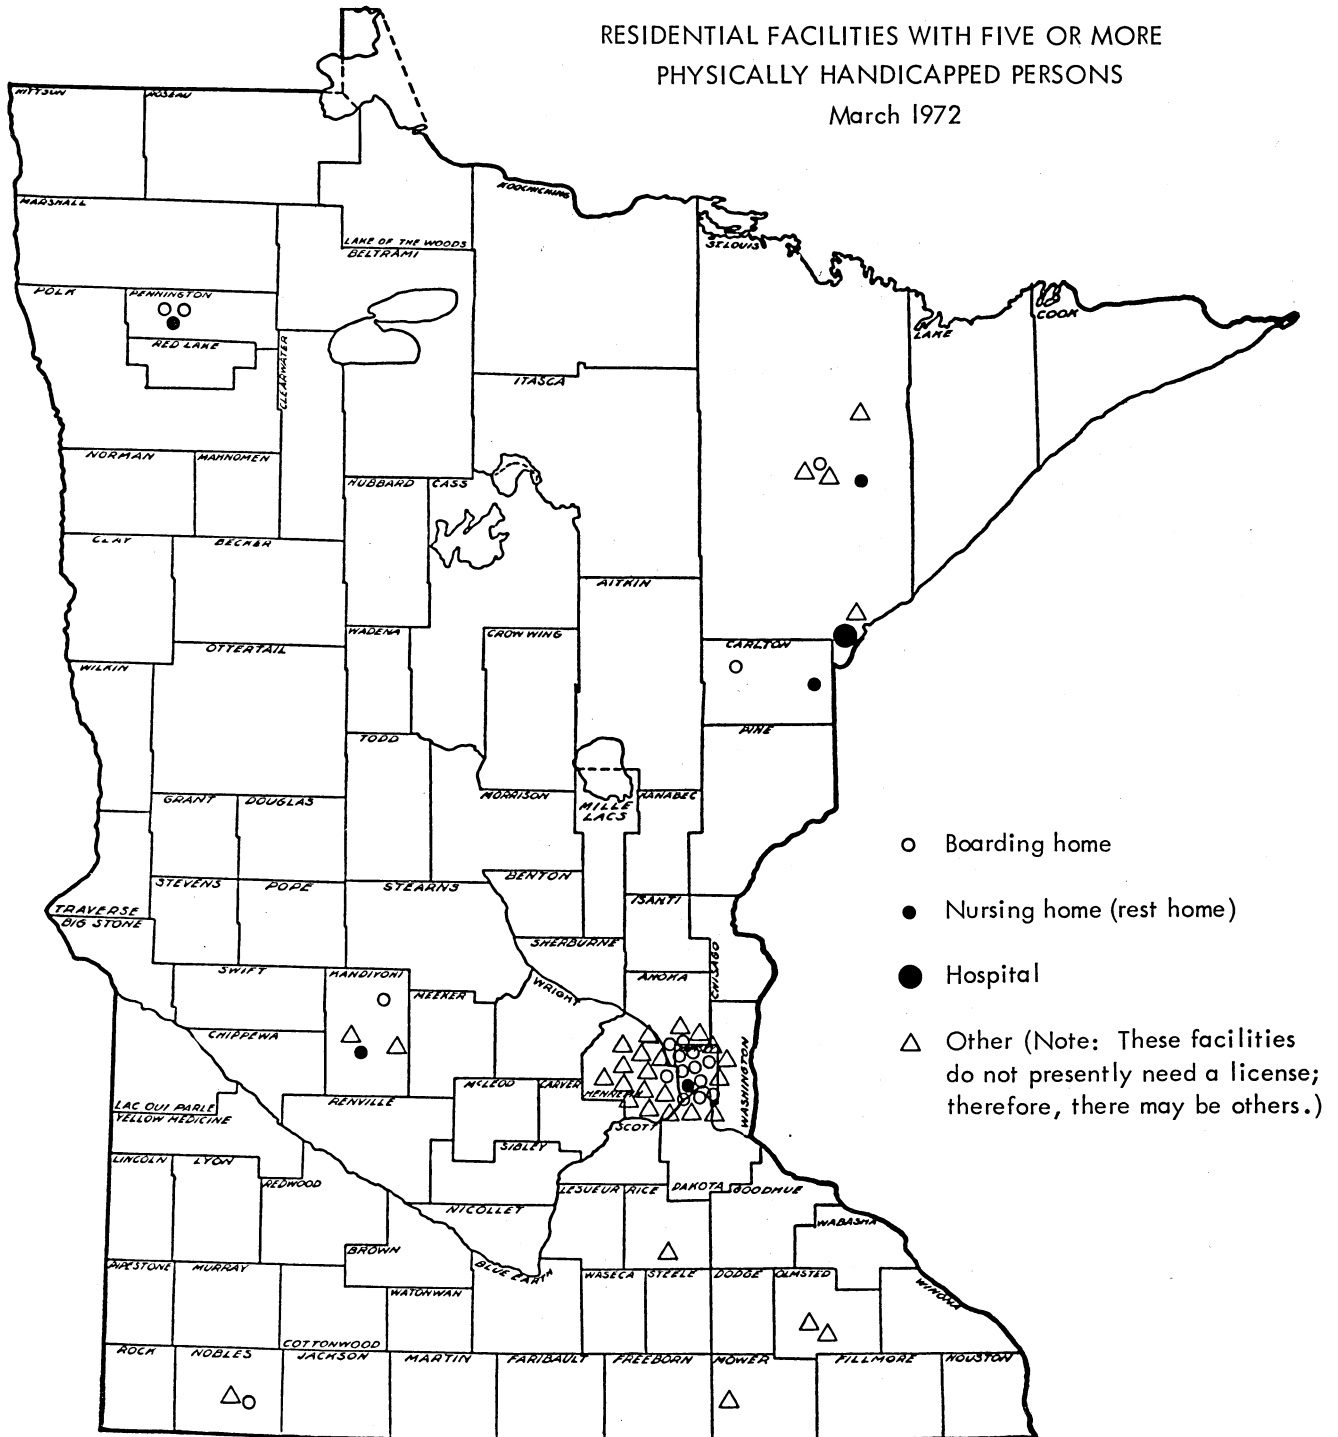 RESIDENTIAL FACILITIES WITH FIVE OR MORE
PHYSICALLY HANDICAPPED PERSONS
March 1972
KITTSON
ROSEAU
KOOCHICHING
MARSHALL
LAKE OF THE WOODS
BELTRAMI
ST.LOUIS
POLK
PENNINGTON
LAKE
COOK
RED LAKE
CLEARWATER
ITASCA
NORMAN
MAHNOMEN
HUBBARD
CASS
CLAY
BECKER
AITKIN
WADENA
CROW WING
CARLTON
OTTERTAIL
WILKIN
PINE
TODD
GRANT
DOUGLAS
MORRISON
MILLE
LACS
KANABEC
Boarding home
STEVENS
POPE
STEARNS
BENTON
ISANTI
TRAVERSE
BIG STONE
Nursing home (rest home)
SHERBURNE
SWIFT
KANDIYOHI
ANOKA
CHISAGO
Hospital
MEEKER
WRIGHT
CHIPPEWA
WASHINGTON
Other (Note: These facilities
do not presently need a license;
therefore, there may be others.)
McLEOD
CARVER
HENNEPIN
RENVILLE
LAC QUI PARLE
YELLOW MEDICINE
SCOTT
SIBLEY
LINCOLN
LYON
REDWOOD
LESUEUR
RICE
DAKOTA
GOODHUE
NICOLLET
WABASHA
BROWN
PIPESTONE
MURRAY
BLUE EARTH
WASECA
STEELE
DODGE
OLMSTED
WINONA
WATONWAN
COTTONWOOD
ROCK
NOBLES
JACKSON
MARTIN
FARIBAULT
FREEBORN
MOWER
FILLMORE
HOUSTON